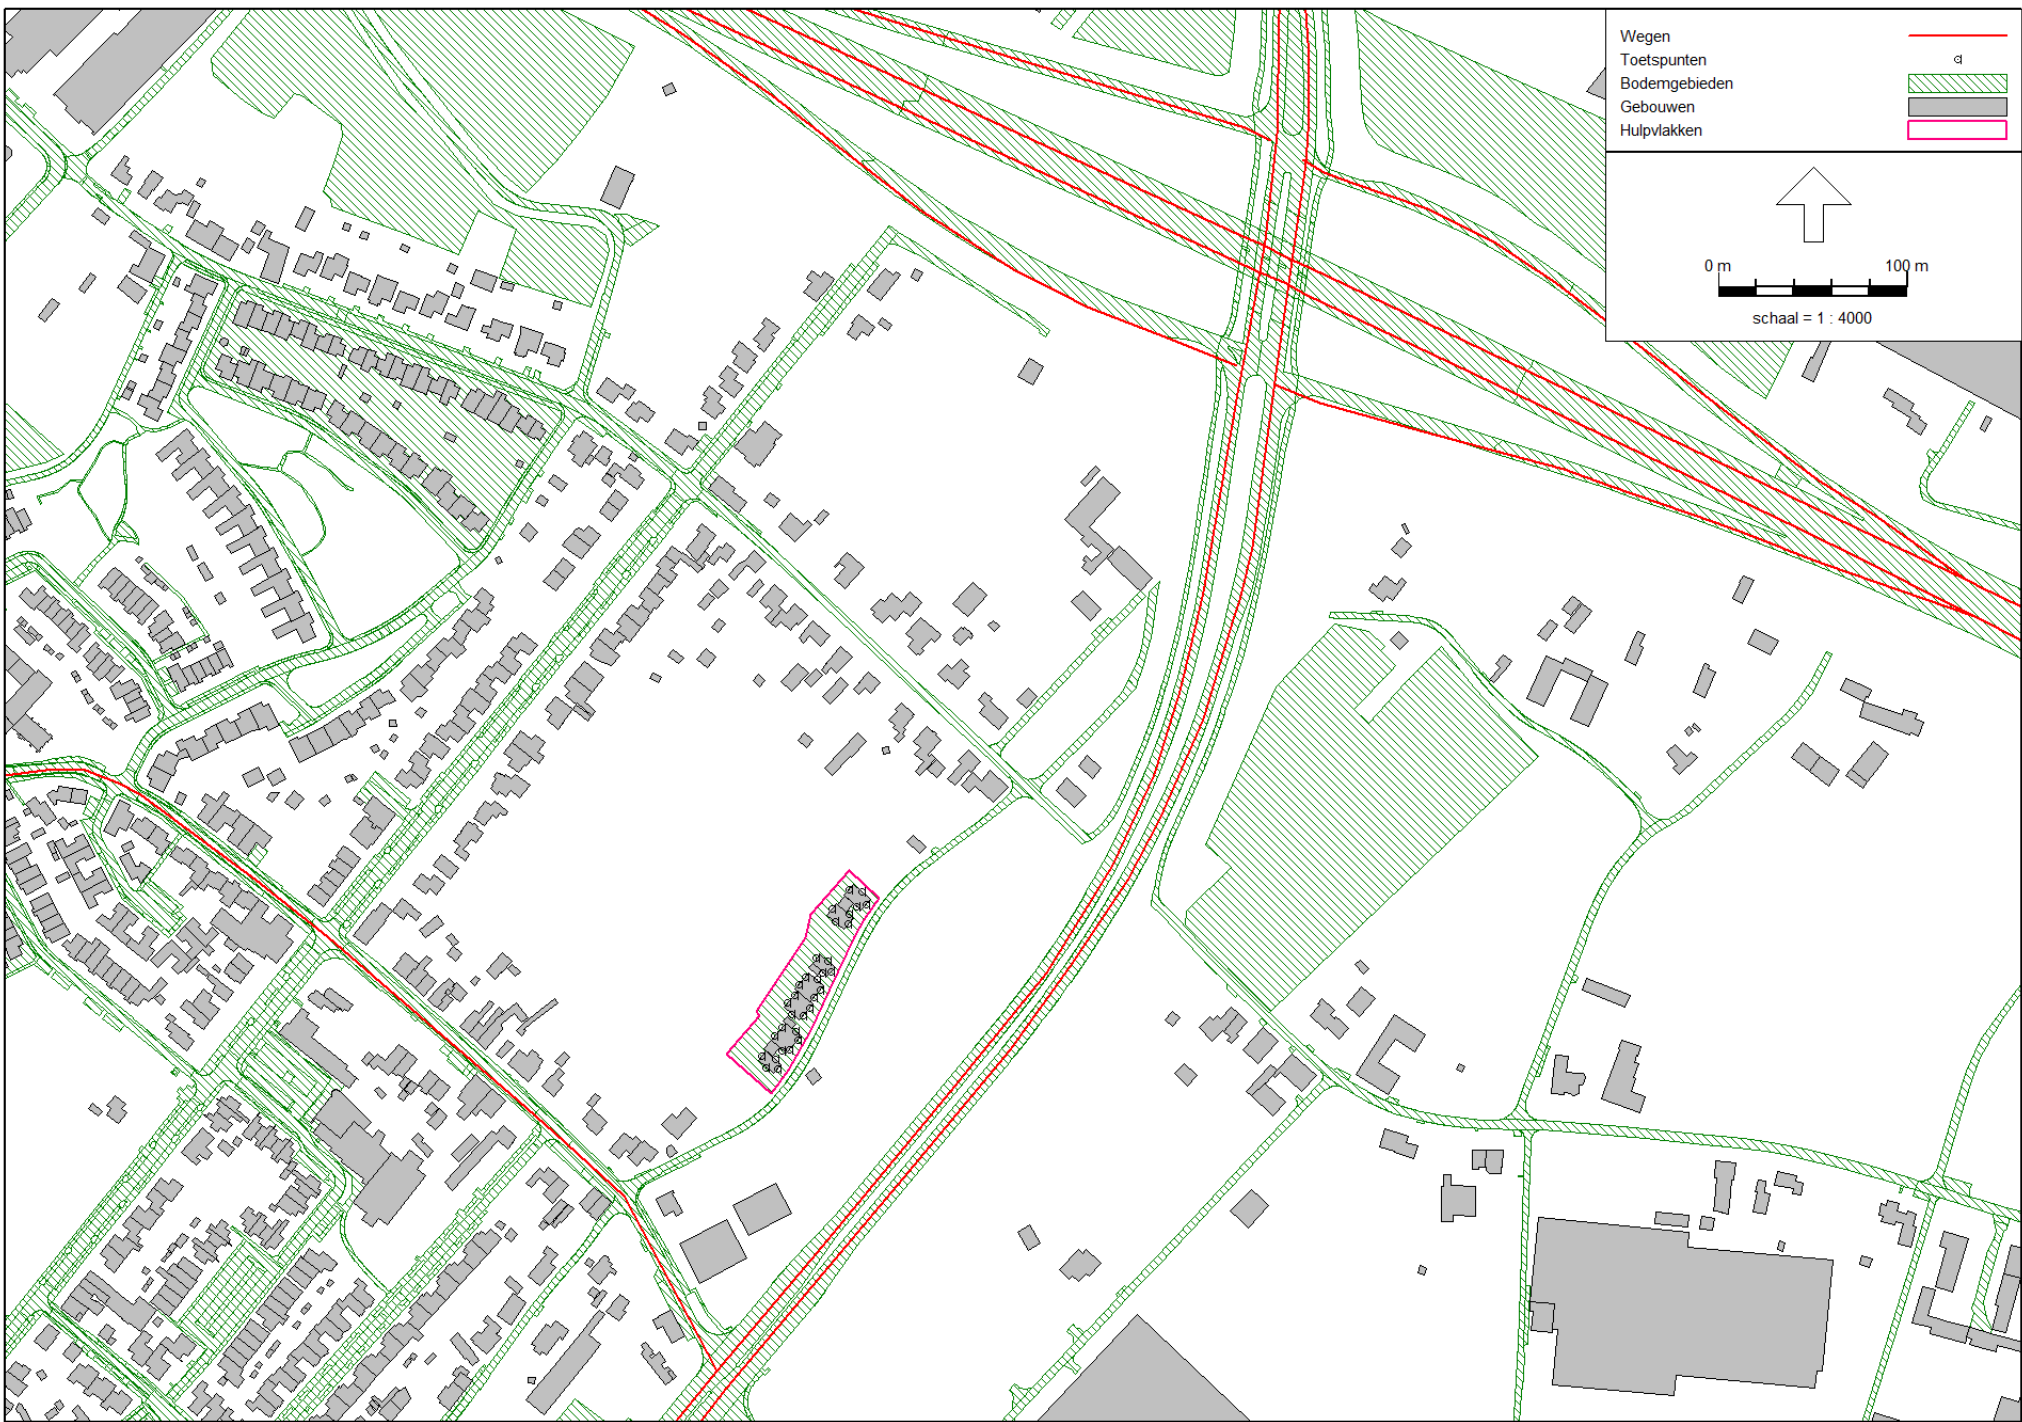 Wegen
Toetspunten
Bodemgebieden
Gebouwen
Hulpvlakken
0 m 100 m
schaal = 1 : 4000